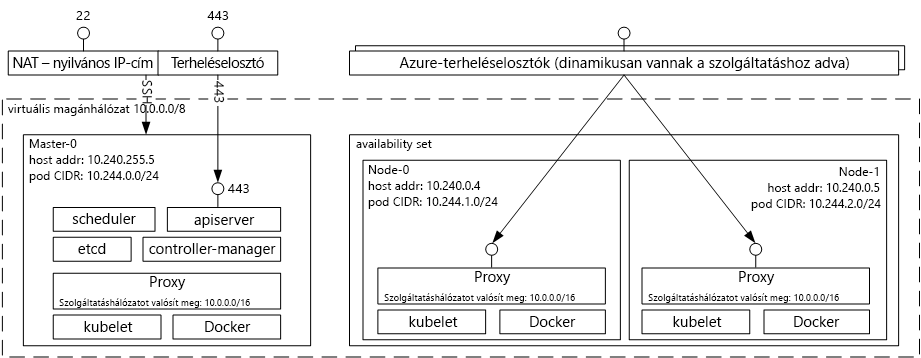 22
443
NAT – nyilvános IP-cím
Terheléselosztó
Azure-terheléselosztók (dinamikusan vannak a szolgáltatáshoz adva)
SSH
443
virtuális magánhálózat 10.0.0.0/8
Master-0
host addr: 10.240.255.5
pod CIDR: 10.244.0.0/24
443
scheduler
apiserver
etcd
controller-manager
Proxy
Szolgáltatáshálózatot valósít meg: 10.0.0.0/16
kubelet
Docker
availability set
Node-0
host addr: 10.240.0.4
pod CIDR: 10.244.1.0/24
Proxy
Szolgáltatáshálózatot valósít meg: 10.0.0.0/16
kubelet
Docker
Node-1
host addr: 10.240.0.5
pod CIDR: 10.244.2.0/24
Proxy
Szolgáltatáshálózatot valósít meg: 10.0.0.0/16
kubelet
Docker